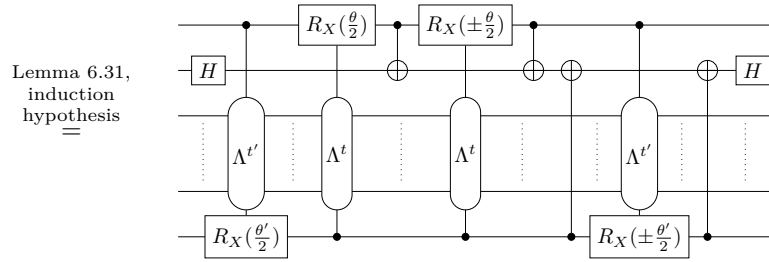 R_X(θ/2) R_X(±θ/2)
H H
Lemma 6.31,
induction
hypothesis
=
Λ^{t'} Λ^t Λ^t Λ^{t'}
R_X(θ'/2) R_X(±θ'/2)